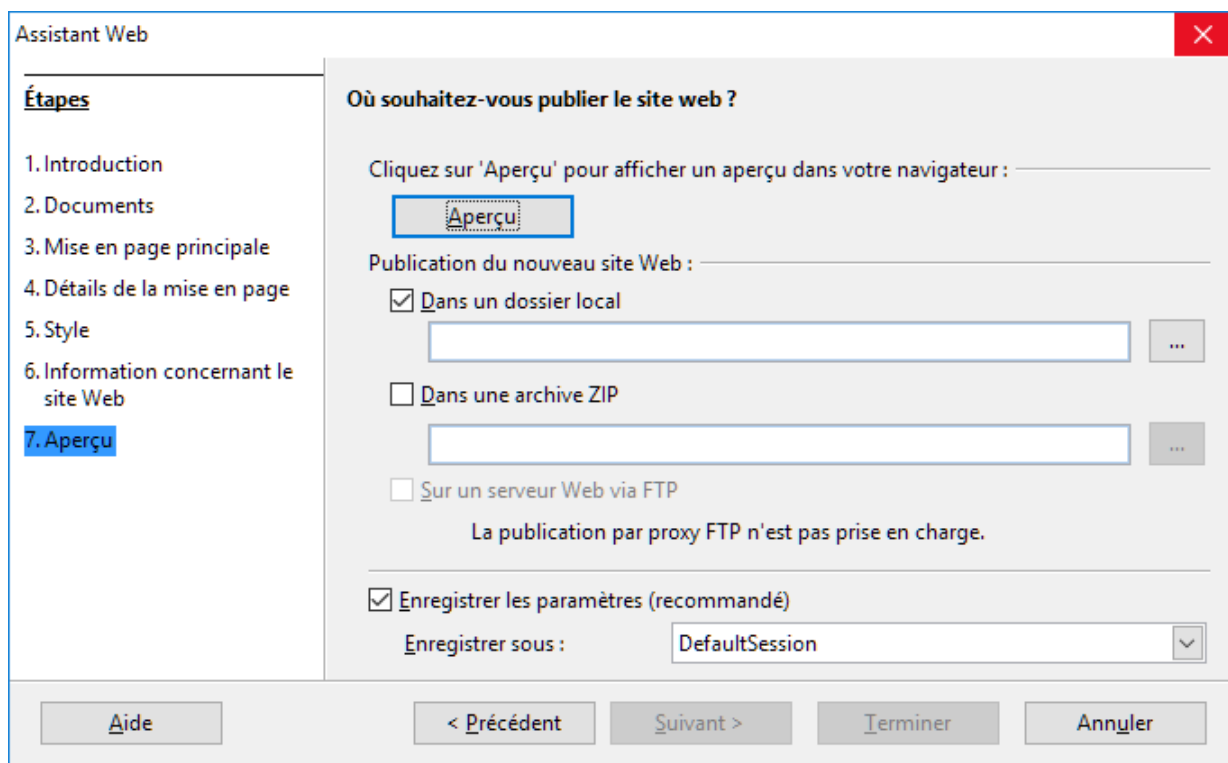 Assistant Web
Étapes
1. Introduction
2. Documents
3. Mise en page principale
4. Détails de la mise en page
5. Style
6. Information concernant le
site Web
7. Aperçu
Où souhaitez-vous publier le site web ?
Cliquez sur 'Aperçu' pour afficher un aperçu dans votre navigateur :
Aperçu
Publication du nouveau site Web :
Dans un dossier local
...
Dans une archive ZIP
...
Sur un serveur Web via FTP
La publication par proxy FTP n'est pas prise en charge.
Enregistrer les paramètres (recommandé)
Enregistrer sous : DefaultSession
Aide < Précédent Suivant > Terminer Annuler